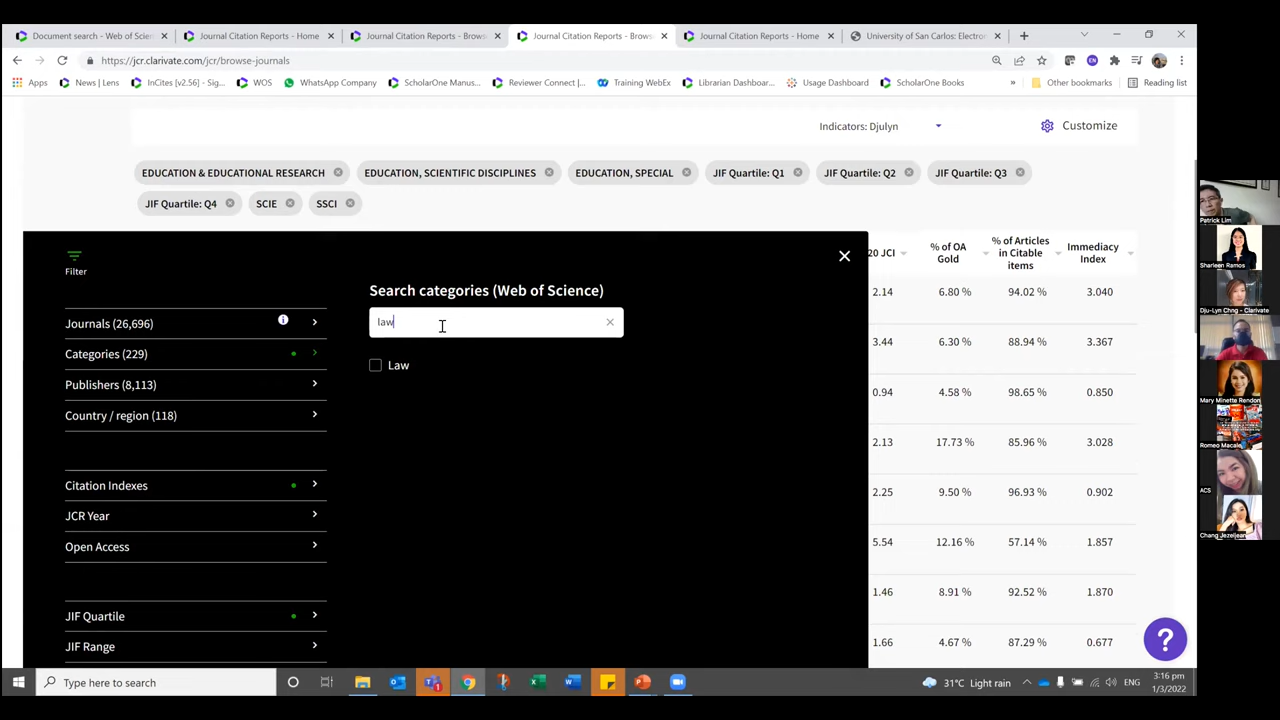 Document search - Web of Scien
Journal Citation Reports - Home
Journal Citation Reports - Brows
Journal Citation Reports - Brows
Journal Citation Reports - Home
University of San Carlos: Electron
https://jcr.clarivate.com/jcr/browse-journals
Apps
News | Lens
InCites [v2.56] - Sig...
WOS
WhatsApp Company
ScholarOne Manus...
Reviewer Connect...
Training WebEx
Librarian Dashboar...
Usage Dashboard
ScholarOne Books
Other bookmarks
Reading list
Indicators: Djulyn
Customize
EDUCATION & EDUCATIONAL RESEARCH
EDUCATION, SCIENTIFIC DISCIPLINES
EDUCATION, SPECIAL
JIF Quartile: Q1
JIF Quartile: Q2
JIF Quartile: Q3
JIF Quartile: Q4
SCIE
SSCI
Filter
Journals (26,696)
Categories (229)
Publishers (8,113)
Country / region (118)
Citation Indexes
JCR Year
Open Access
JIF Quartile
JIF Range
Search categories (Web of Science)
law
Law
20 JCI
% of OA
Gold
% of Articles
in Citable
items
Immediacy
Index
2.14 6.80 % 94.02 % 3.040
3.44 6.30 % 88.94 % 3.367
0.94 4.58 % 98.65 % 0.850
2.13 17.73 % 85.96 % 3.028
2.25 9.50 % 96.93 % 0.902
5.54 12.16 % 57.14 % 1.857
1.46 8.91 % 92.52 % 1.870
1.66 4.67 % 87.29 % 0.677
?
Patrick Lim
Sharleen Ramos
Dju-Lyn Chng - Clarivate
Mary Minette Rendon
Romeo Macale
ACS
Chang Jezeljean
Type here to search
31°C Light rain
ENG
3:16 pm
1/3/2022